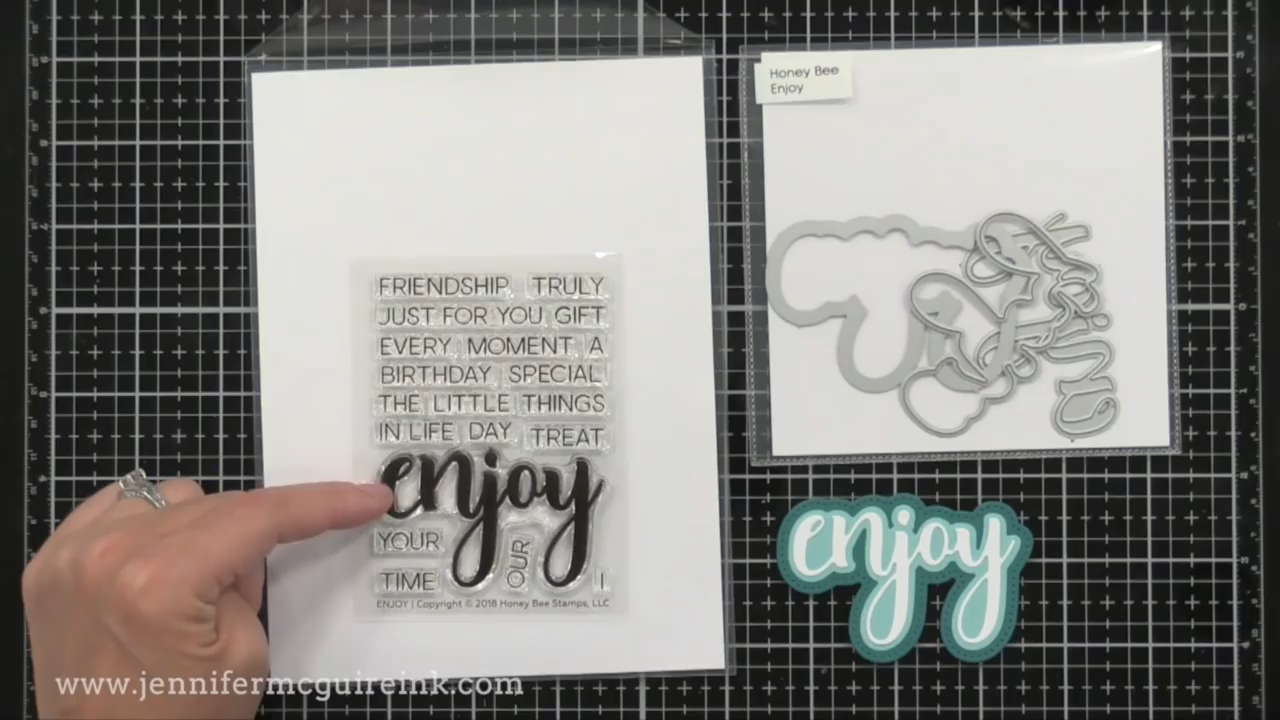 Honey Bee
Enjoy
FRIENDSHIP TRULY
JUST FOR YOU GIFT
EVERY MOMENT A
BIRTHDAY SPECIAL
THE LITTLE THINGS
IN LIFE DAY TREAT
enjoy
YOUR
OUR
TIME
I
ENJOY | Copyright © 2018 Honey Bee Stamps, LLC
enjoy
www.jennifermcguireink.com